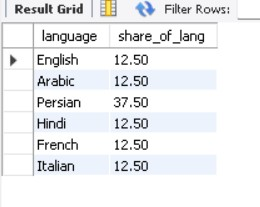 Result Grid Filter Rows:
language share_of_lang
English 12.50
Arabic 12.50
Persian 37.50
Hindi 12.50
French 12.50
Italian 12.50